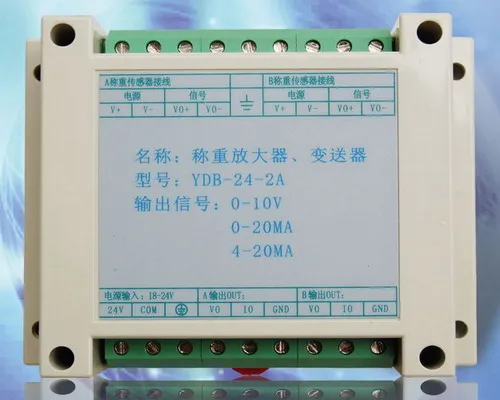 A称重传感器接线 B称重传感器接线
电源 信号 电源 信号
V+ V- VO+ VO- V+ V- VO+ VO-
名称：称重放大器、变送器
型号：YDB-24-2A
输出信号：0-10V
0-20MA
4-20MA
电源输入：18-24V A输出OUT： B输出OUT：
24V COM VO IO GND VO IO GND